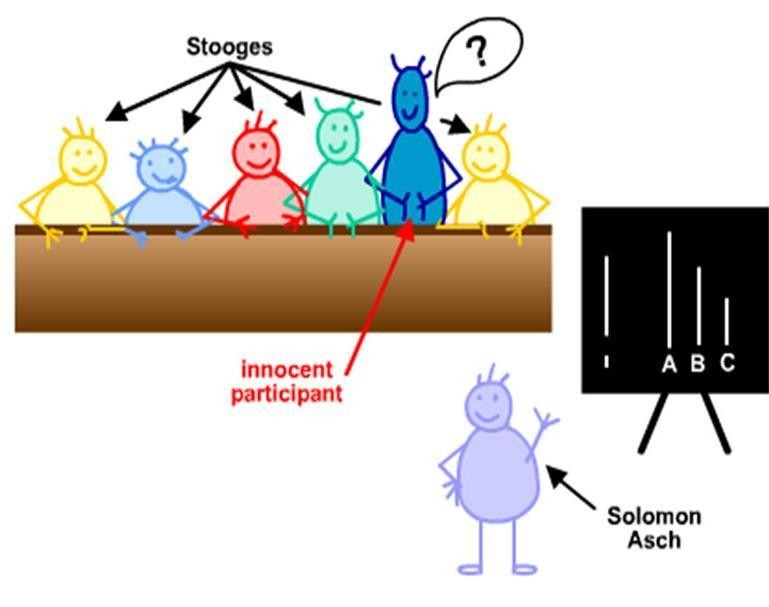 Stooges
?
innocent
participant
I A B C
Solomon
Asch